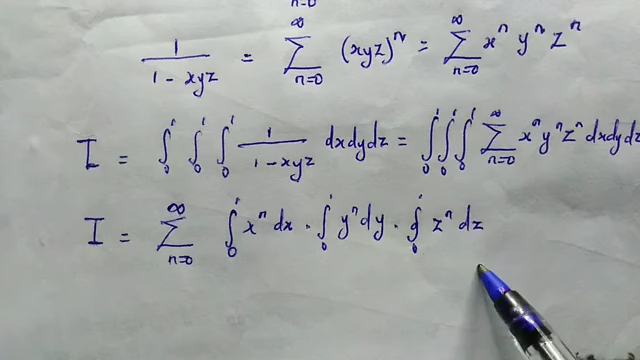 n=0
1/(1-xyz) = ∑_{n=0}^{∞} (xyz)^n = ∑_{n=0}^{∞} x^n y^n z^n
I = ∫_0^1 ∫_0^1 ∫_0^1 1/(1-xyz) dxdydz = ∫_0^1 ∫_0^1 ∫_0^1 ∑_{n=0}^{∞} x^n y^n z^n dxdydz
I = ∑_{n=0}^{∞} ∫_0^1 x^n dx · ∫_0^1 y^n dy · ∫_0^1 z^n dz